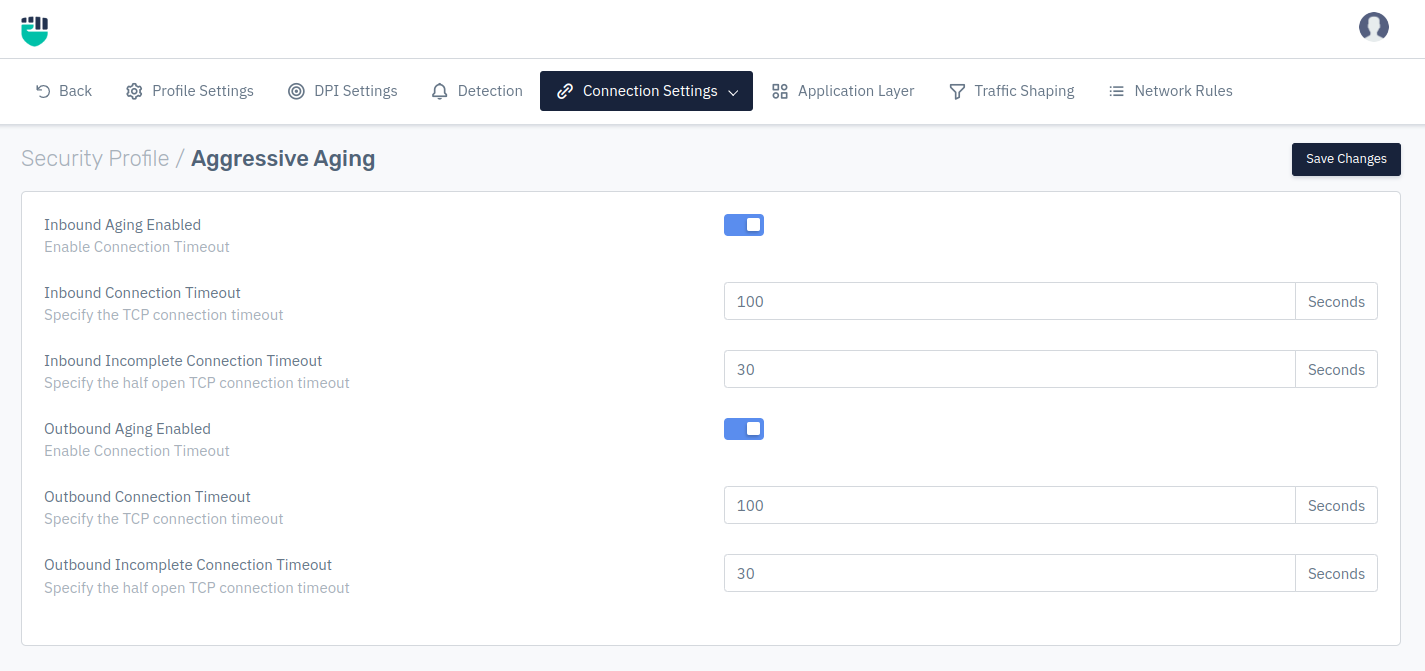 Back
Profile Settings
DPI Settings
Detection
Connection Settings
Application Layer
Traffic Shaping
Network Rules
Security Profile / Aggressive Aging
Save Changes
Inbound Aging Enabled
Enable Connection Timeout
Inbound Connection Timeout
Specify the TCP connection timeout
100
Seconds
Inbound Incomplete Connection Timeout
Specify the half open TCP connection timeout
30
Seconds
Outbound Aging Enabled
Enable Connection Timeout
Outbound Connection Timeout
Specify the TCP connection timeout
100
Seconds
Outbound Incomplete Connection Timeout
Specify the half open TCP connection timeout
30
Seconds